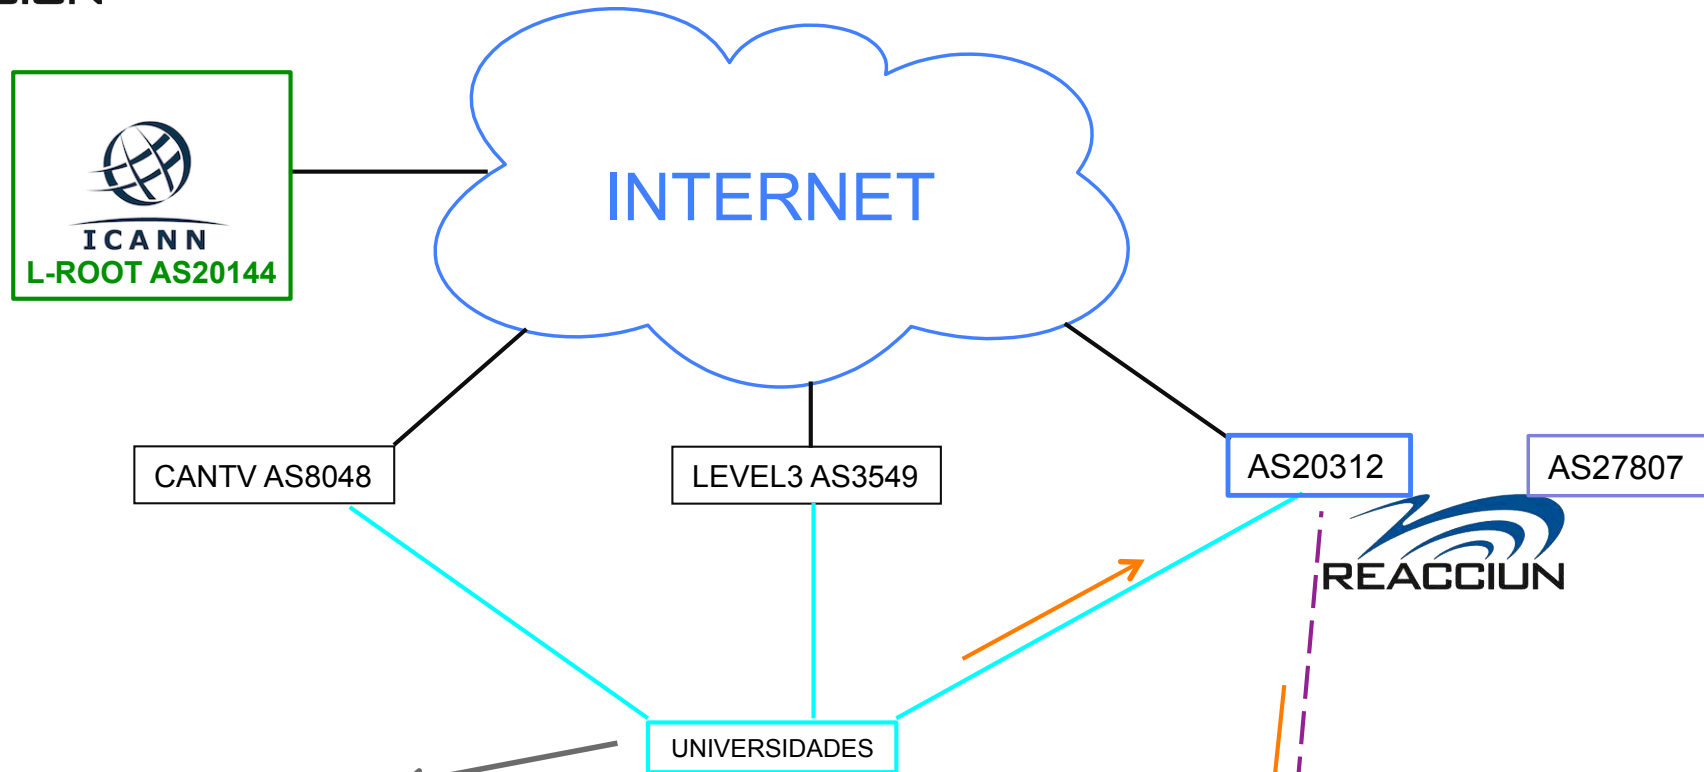 INTERNET
ICANN
L-ROOT AS20144
CANTV AS8048
LEVEL3 AS3549
AS20312
AS27807
REACCIUN
UNIVERSIDADES